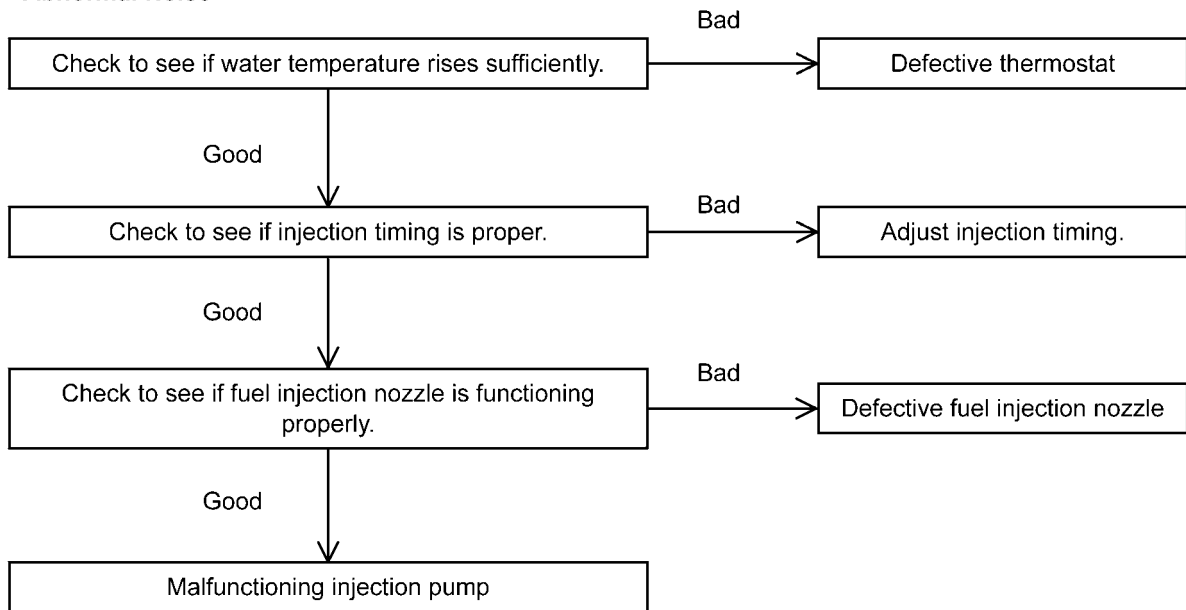 Bad
Check to see if water temperature rises sufficiently.
Defective thermostat
Good
Bad
Check to see if injection timing is proper.
Adjust injection timing.
Good
Bad
Check to see if fuel injection nozzle is functioning
properly.
Defective fuel injection nozzle
Good
Malfunctioning injection pump